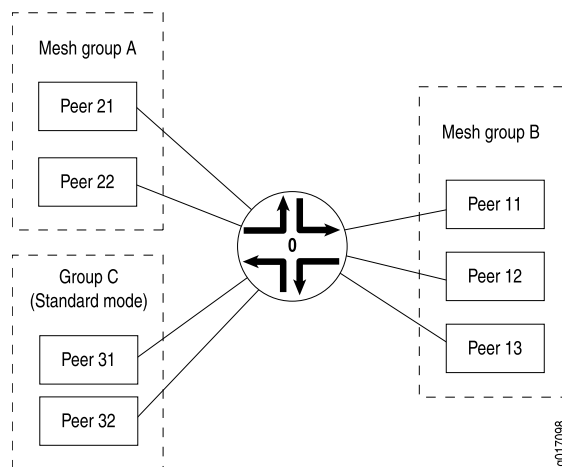 Mesh group A
Peer 21
Peer 22
Group C
(Standard mode)
Peer 31
Peer 32
0
Mesh group B
Peer 11
Peer 12
Peer 13
g017098